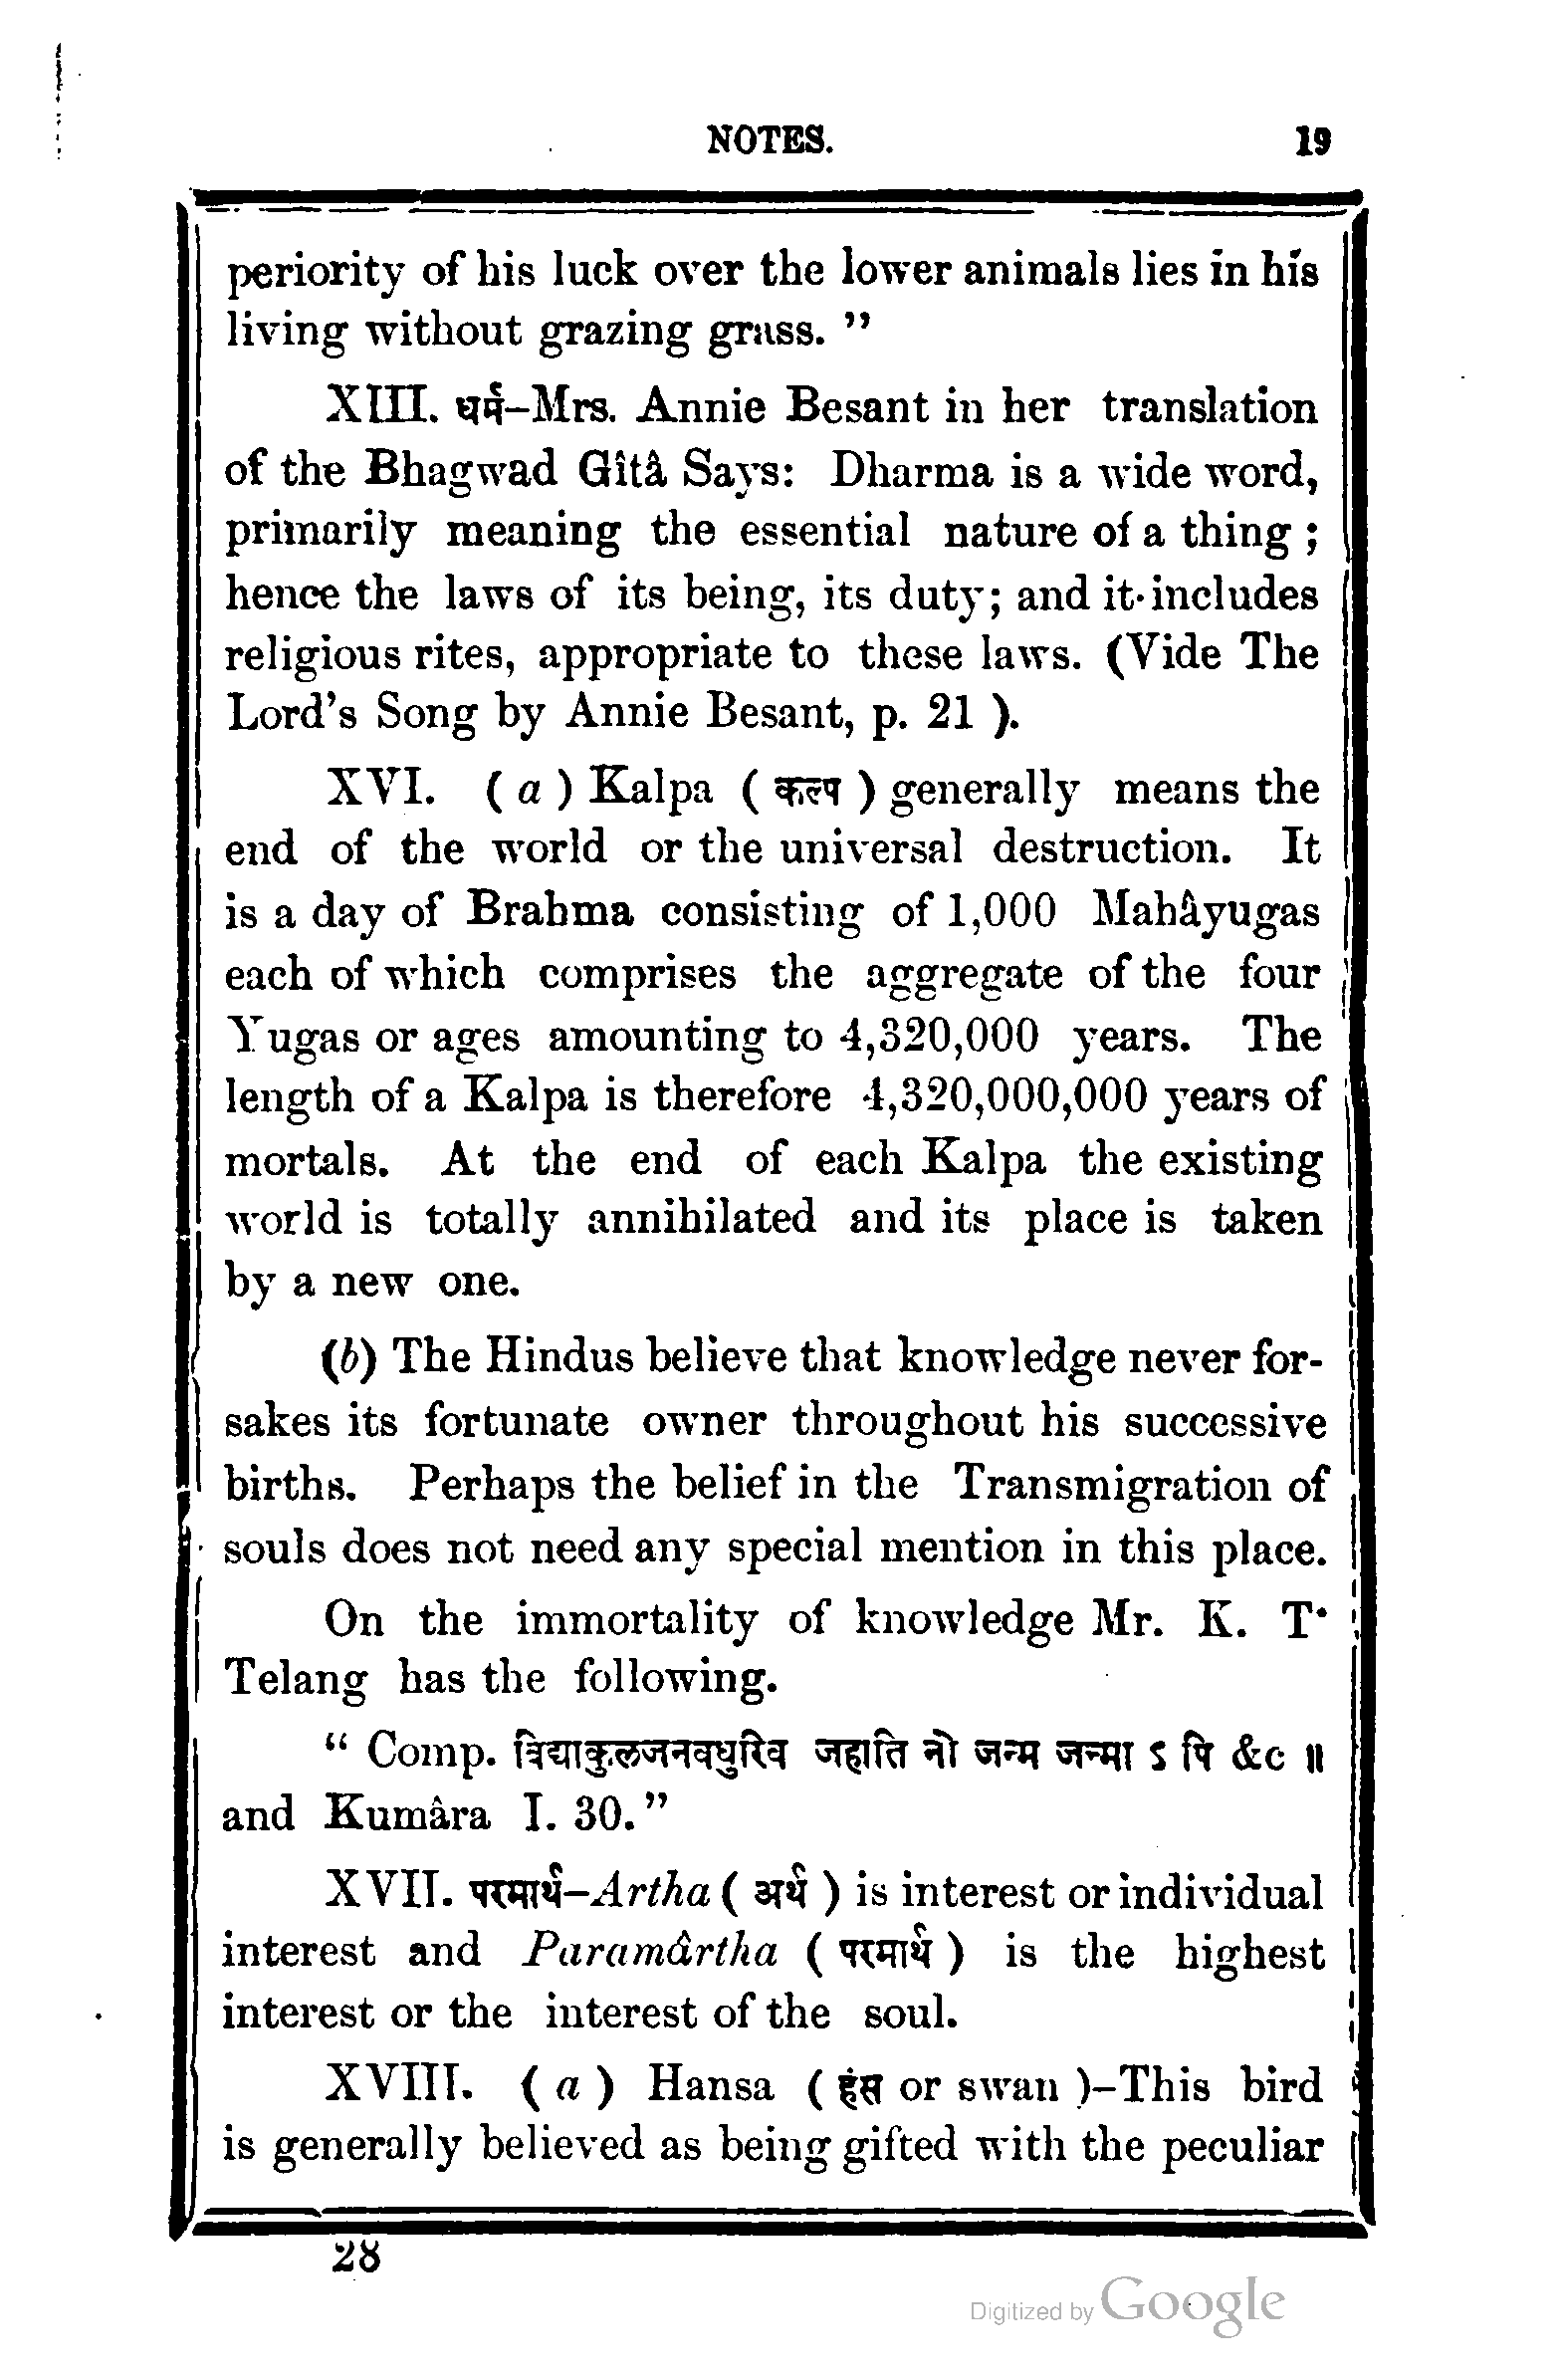 NOTES. 19
periority of his luck over the lower animals lies in his
living without grazing grass. ”
XIII. धर्म–Mrs. Annie Besant in her translation
of the Bhagwad Gîtâ Says: Dharma is a wide word,
primarily meaning the essential nature of a thing ;
hence the laws of its being, its duty; and it includes
religious rites, appropriate to these laws. (Vide The
Lord’s Song by Annie Besant, p. 21 ).
XVI. ( a ) Kalpa ( कल्प ) generally means the
end of the world or the universal destruction. It
is a day of Brahma consisting of 1,000 Mahâyugas
each of which comprises the aggregate of the four
Yugas or ages amounting to 4,320,000 years. The
length of a Kalpa is therefore 4,320,000,000 years of
mortals. At the end of each Kalpa the existing
world is totally annihilated and its place is taken
by a new one.
(b) The Hindus believe that knowledge never for-
sakes its fortunate owner throughout his successive
births. Perhaps the belief in the Transmigration of
souls does not need any special mention in this place.
On the immortality of knowledge Mr. K. T·
Telang has the following.
“ Comp. विद्याकुलजनवधुरिव जहाति नो जन्म जन्मा ऽ पि &c ॥
and Kumâra I. 30.”
XVII. परमार्थ–Artha ( अर्थ ) is interest or individual
interest and Paramârtha ( परमार्थ ) is the highest
interest or the interest of the soul.
XVIII. ( a ) Hansa ( हंस or swan )–This bird
is generally believed as being gifted with the peculiar
28
Digitized by Google